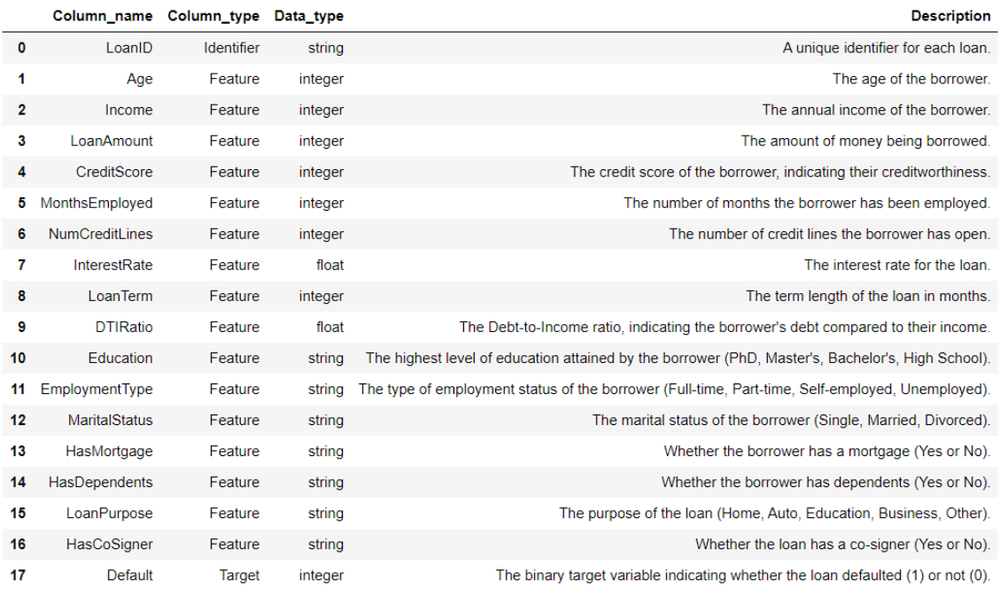 Column_name Column_type Data_type Description
0 LoanID Identifier string A unique identifier for each loan.
1 Age Feature integer The age of the borrower.
2 Income Feature integer The annual income of the borrower.
3 LoanAmount Feature integer The amount of money being borrowed.
4 CreditScore Feature integer The credit score of the borrower, indicating their creditworthiness.
5 MonthsEmployed Feature integer The number of months the borrower has been employed.
6 NumCreditLines Feature integer The number of credit lines the borrower has open.
7 InterestRate Feature float The interest rate for the loan.
8 LoanTerm Feature integer The term length of the loan in months.
9 DTIRatio Feature float The Debt-to-Income ratio, indicating the borrower's debt compared to their income.
10 Education Feature string The highest level of education attained by the borrower (PhD, Master's, Bachelor's, High School).
11 EmploymentType Feature string The type of employment status of the borrower (Full-time, Part-time, Self-employed, Unemployed).
12 MaritalStatus Feature string The marital status of the borrower (Single, Married, Divorced).
13 HasMortgage Feature string Whether the borrower has a mortgage (Yes or No).
14 HasDependents Feature string Whether the borrower has dependents (Yes or No).
15 LoanPurpose Feature string The purpose of the loan (Home, Auto, Education, Business, Other).
16 HasCoSigner Feature string Whether the loan has a co-signer (Yes or No).
17 Default Target integer The binary target variable indicating whether the loan defaulted (1) or not (0).